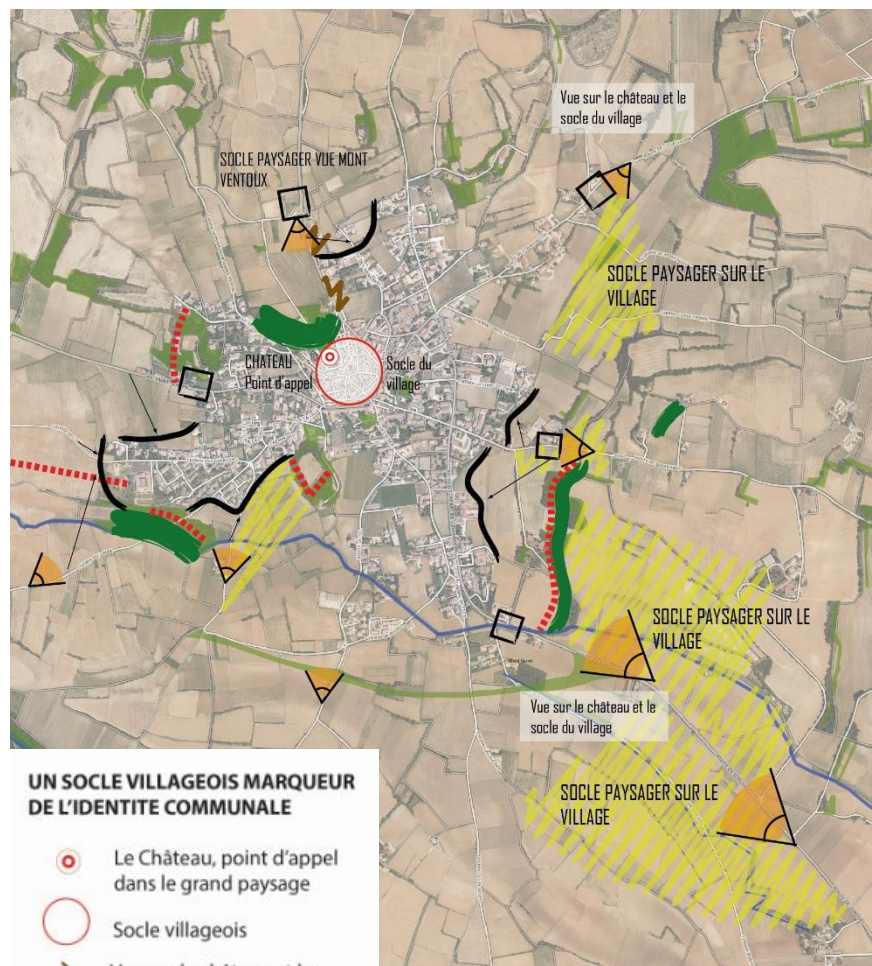 Vue sur le château et le
socle du village
SOCLE PAYSAGER VUE MONT
VENTOUX
SOCLE PAYSAGER SUR LE
VILLAGE
CHATEAU
Point d'appel
Socle du
village
SOCLE PAYSAGER SUR LE
VILLAGE
Vue sur le château et le
socle du village
SOCLE PAYSAGER SUR LE
VILLAGE
UN SOCLE VILLAGEOIS MARQUEUR
DE L'IDENTITE COMMUNALE
Le Château, point d'appel
dans le grand paysage
Socle villageois